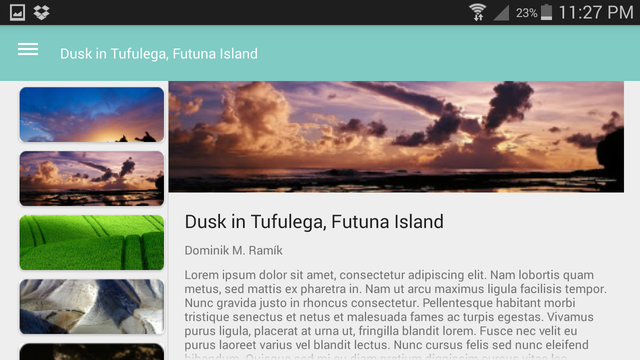 23% 11:27 PM
Dusk in Tufulega, Futuna Island
Dusk in Tufulega, Futuna Island
Dominik M. Ramík
Lorem ipsum dolor sit amet, consectetur adipiscing elit. Nam lobortis quam
metus, sed mattis ex pharetra in. Nam ut arcu maximus ligula facilisis tempor.
Nunc gravida justo in rhoncus consectetur. Pellentesque habitant morbi
tristique senectus et netus et malesuada fames ac turpis egestas. Vivamus
purus ligula, placerat at urna ut, fringilla blandit lorem. Fusce nec velit eu
purus laoreet varius vel blandit lectus. Nunc cursus felis sed nunc eleifend